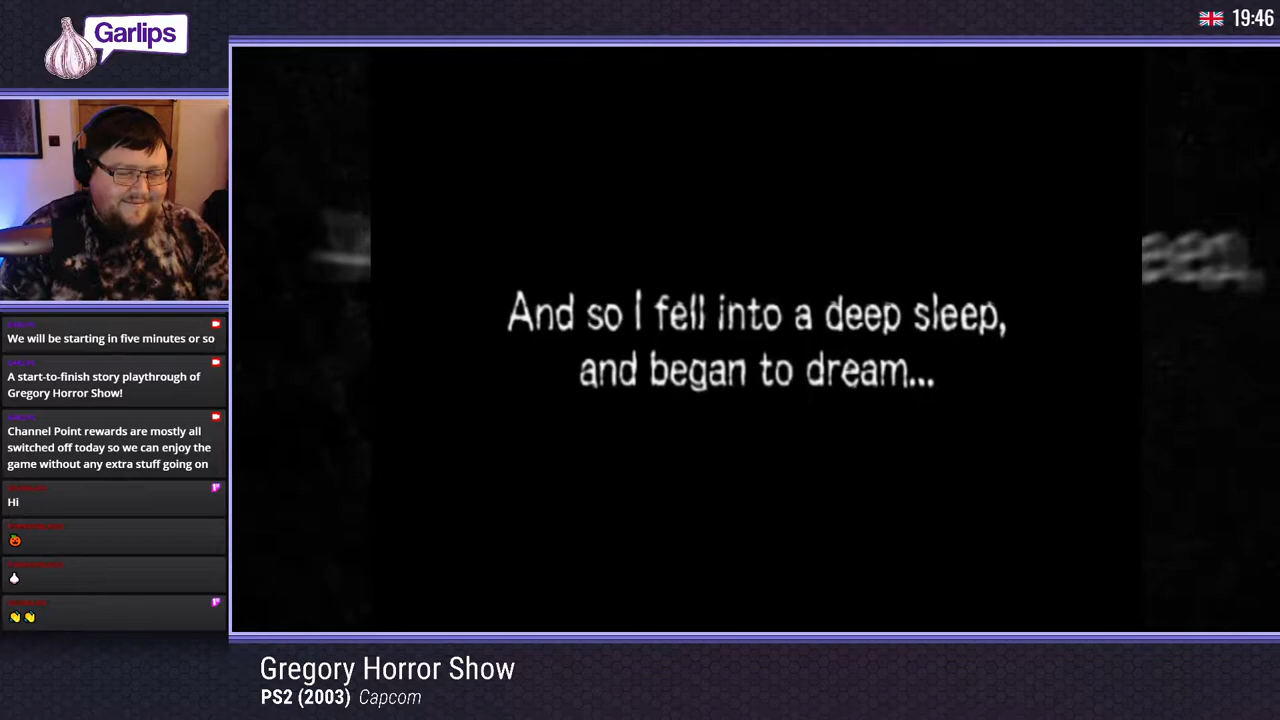 Garlips
19:46
And so I fell into a deep sleep,
and began to dream...
We will be starting in five minutes or so
A start-to-finish story playthrough of
Gregory Horror Show!
Channel Point rewards are mostly all
switched off today so we can enjoy the
game without any extra stuff going on
Hi
Gregory Horror Show
PS2 (2003) Capcom